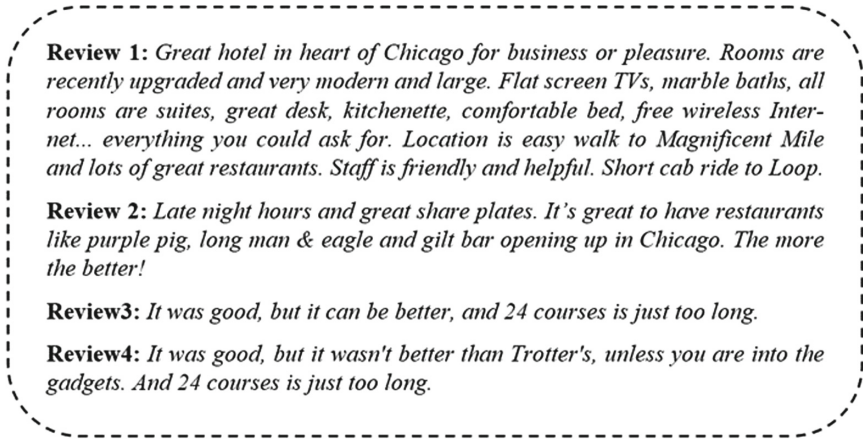 Review 1: Great hotel in heart of Chicago for business or pleasure. Rooms are
recently upgraded and very modern and large. Flat screen TVs, marble baths, all
rooms are suites, great desk, kitchenette, comfortable bed, free wireless Inter-
net... everything you could ask for. Location is easy walk to Magnificent Mile
and lots of great restaurants. Staff is friendly and helpful. Short cab ride to Loop.
Review 2: Late night hours and great share plates. It’s great to have restaurants
like purple pig, long man & eagle and gilt bar opening up in Chicago. The more
the better!
Review3: It was good, but it can be better, and 24 courses is just too long.
Review4: It was good, but it wasn't better than Trotter's, unless you are into the
gadgets. And 24 courses is just too long.